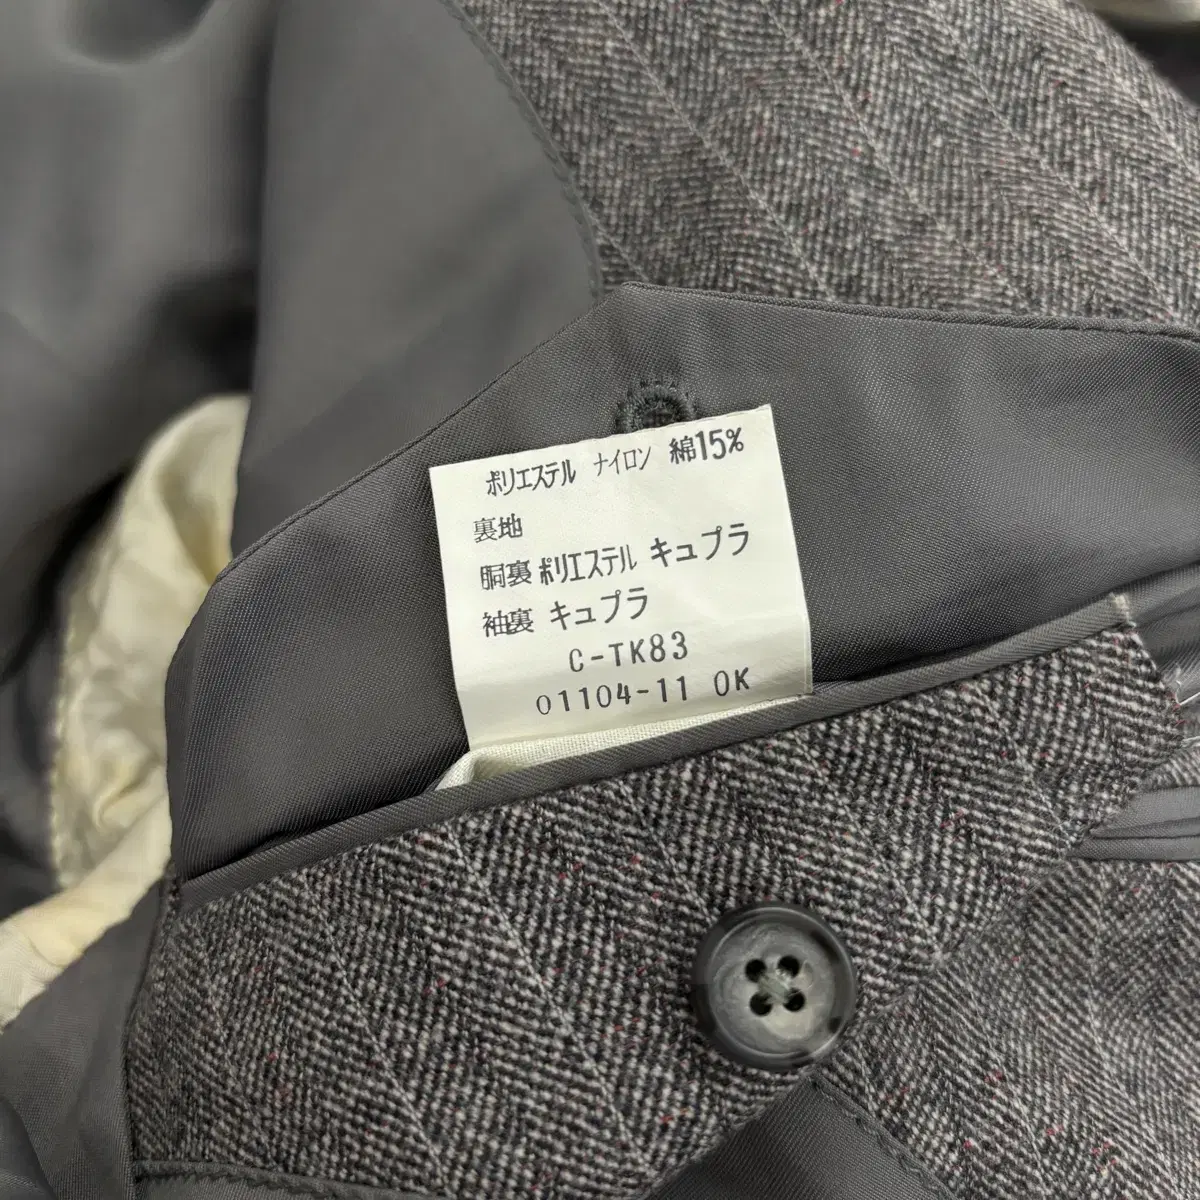 ポリエステル ナイロン 綿15%
裏地
胴裏 ポリエステル キュプラ
袖裏 キュプラ
C-TK83
01104-11 OK